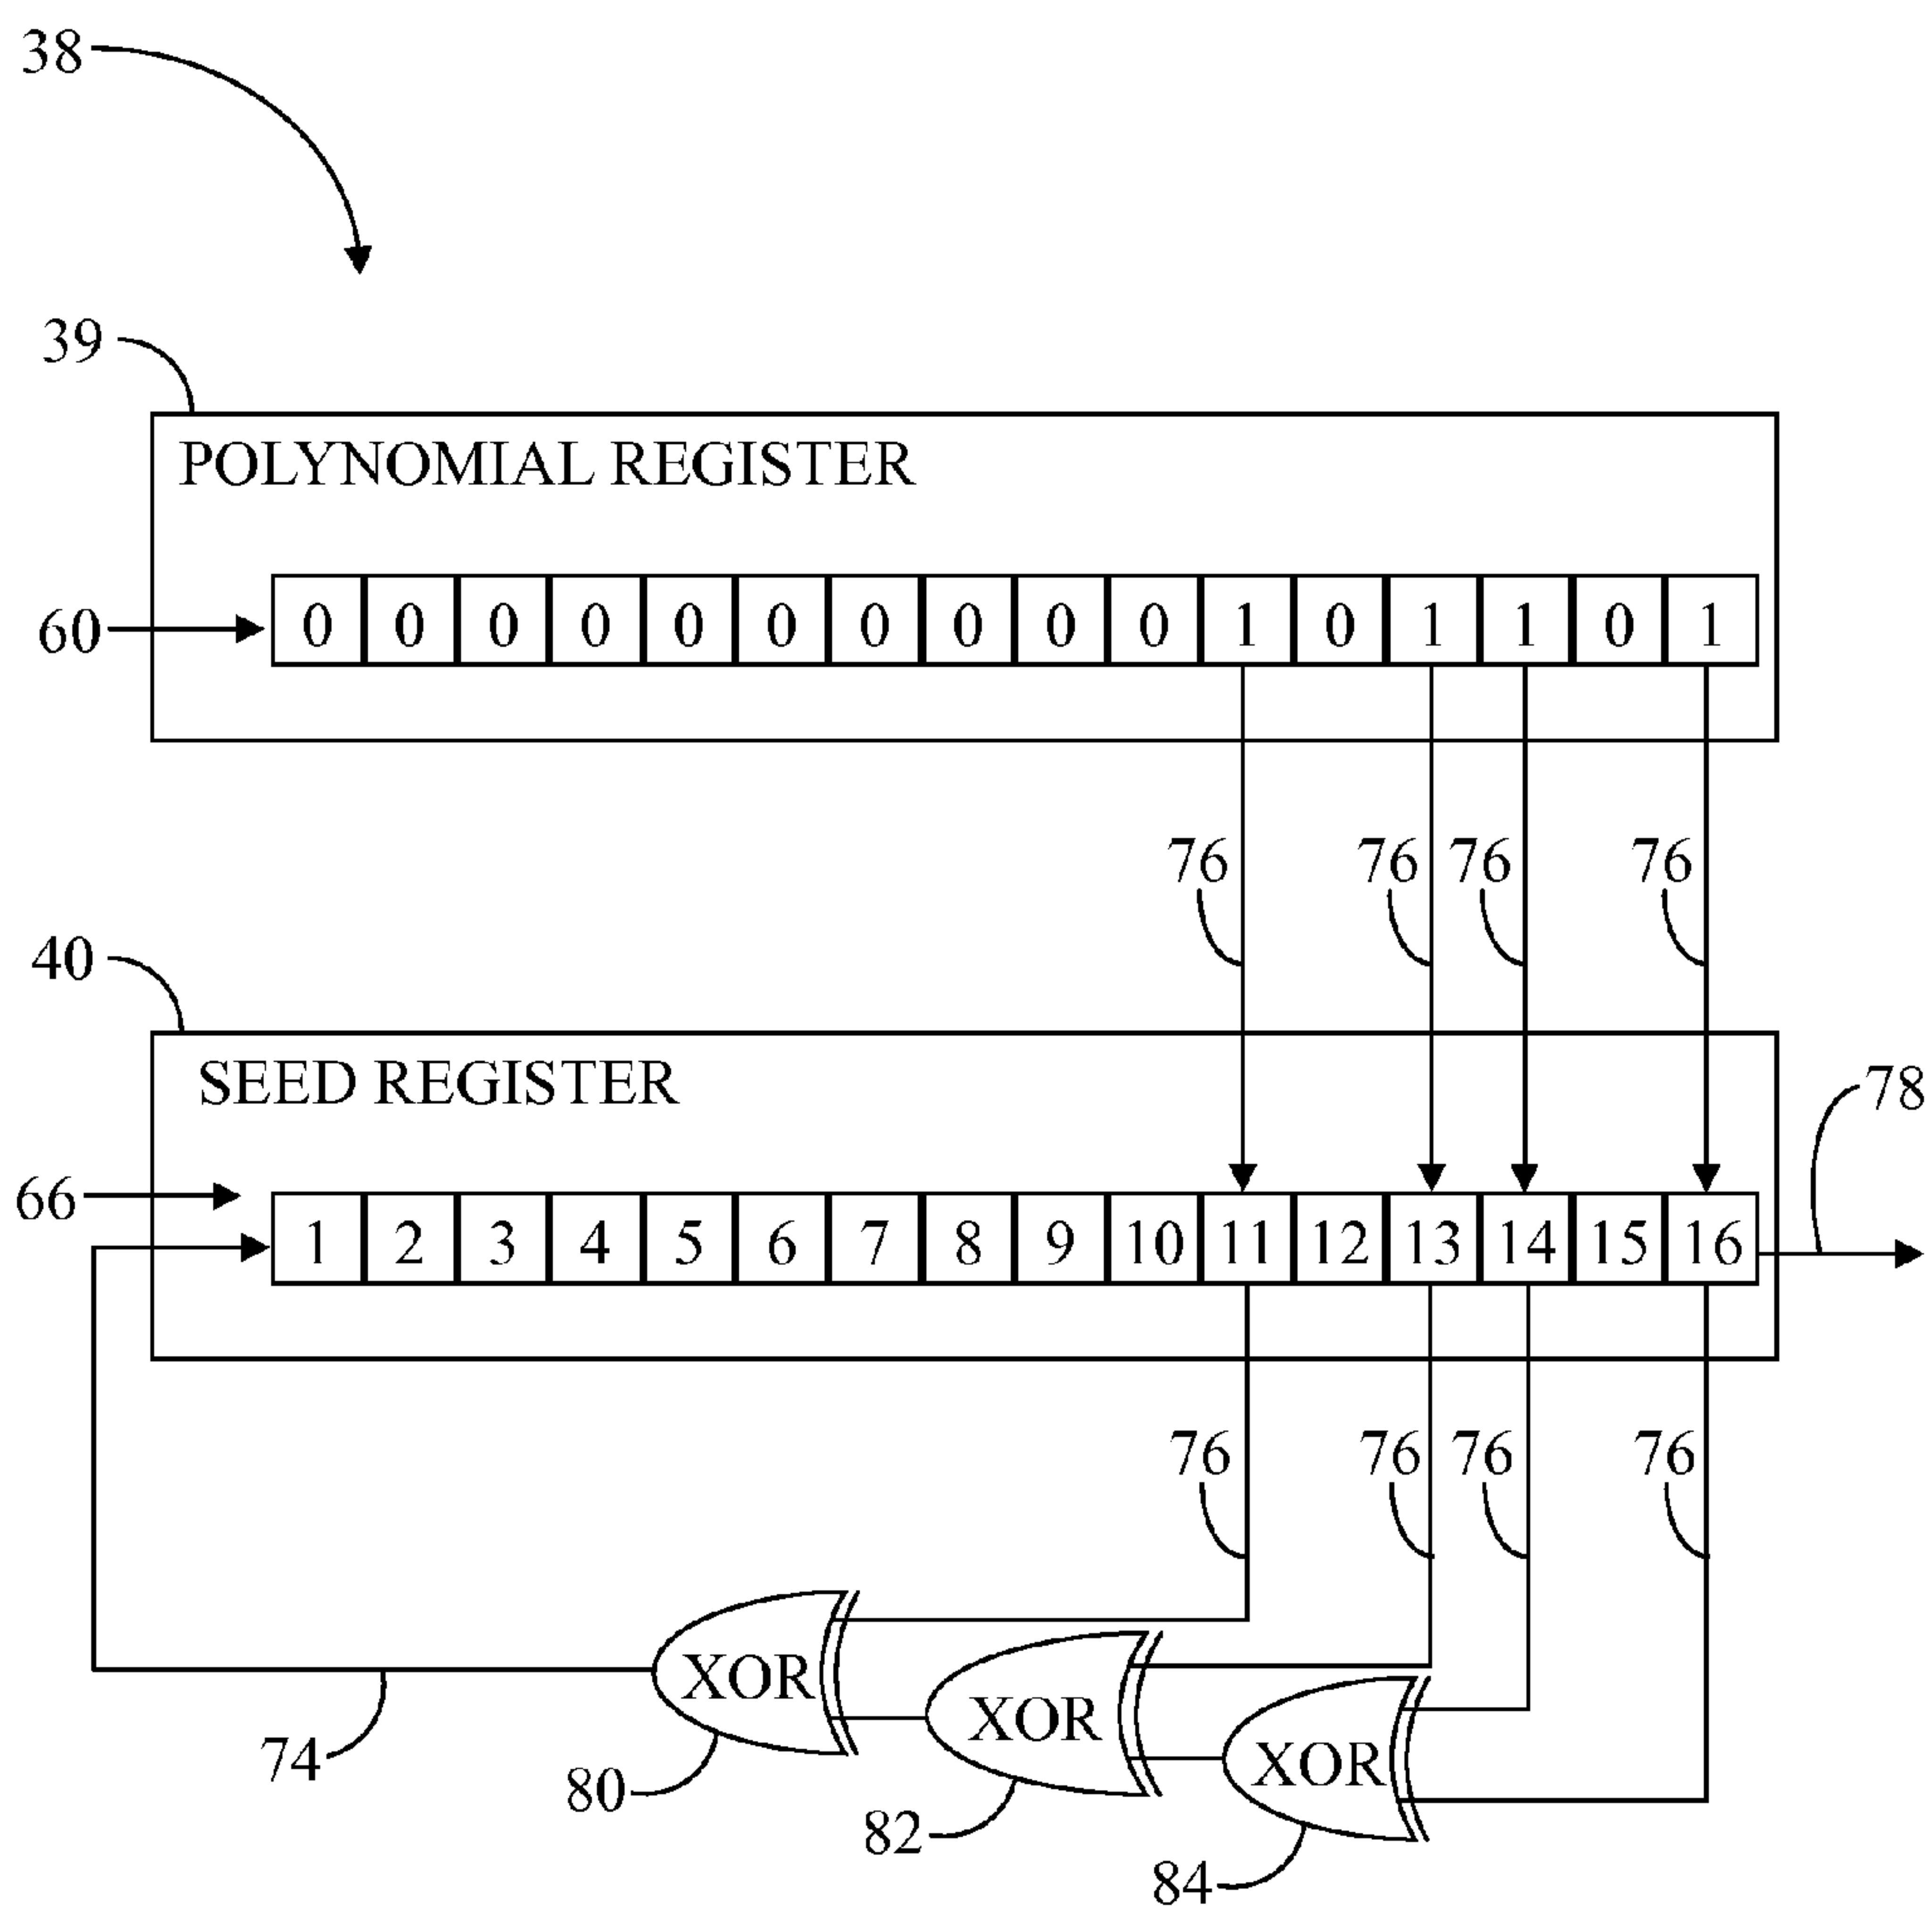 38
39
POLYNOMIAL REGISTER
60
0 0 0 0 0 0 0 0 0 0 1 0 1 1 0 1
76 76 76 76
40
SEED REGISTER
78
66
1 2 3 4 5 6 7 8 9 10 11 12 13 14 15 16
76 76 76 76
XOR
XOR
XOR
74
80
82
84